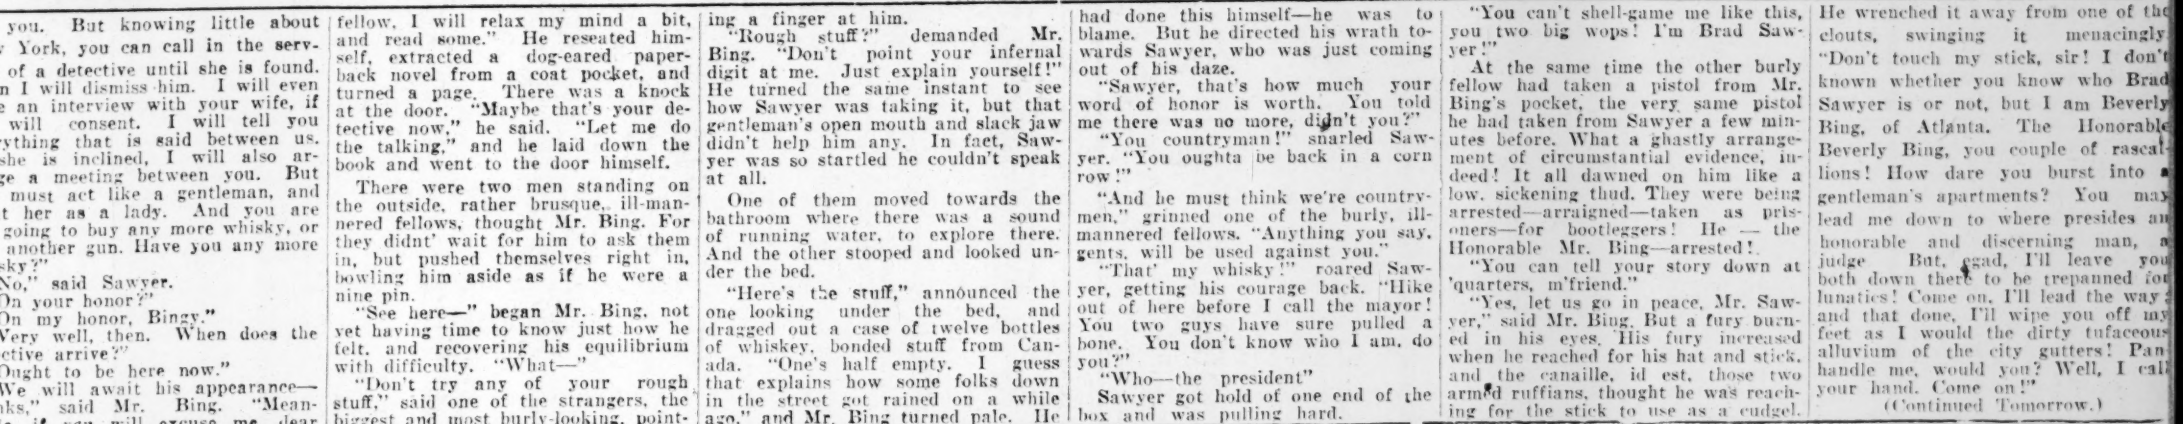 you. But knowing little about
York, you can call in the serv-
of a detective until she is found.
n I will dismiss him. I will even
e an interview with your wife, if
will consent. I will tell you
rything that is said between us.
she is inclined, I will also ar-
ge a meeting between you. But
must act like a gentleman, and
t her as a lady. And you are
going to buy any more whisky, or
another gun. Have you any more
sky?"
No," said Sawyer.
On your honor?"
On my honor, Bingy."
Very well, then. When does the
ctive arrive?"
Ought to be here now."
We will await his appearance—
ks," said Mr. Bing. "Mean-
if you will excuse me, dear
fellow, I will relax my mind a bit,
and read some." He reseated him-
self, extracted a dog-eared paper-
back novel from a coat pocket, and
turned a page. There was a knock
at the door. "Maybe that's your de-
tective now," he said. "Let me do
the talking," and he laid down the
book and went to the door himself.
There were two men standing on
the outside, rather brusque, ill-man-
nered fellows, thought Mr. Bing. For
they didnt' wait for him to ask them
in, but pushed themselves right in,
bowling him aside as if he were a
nine pin.
"See here—" began Mr. Bing, not
yet having time to know just how he
felt, and recovering his equilibrium
with difficulty. "What—"
"Don't try any of your rough
stuff," said one of the strangers, the
biggest and most burly-looking, point-
ing a finger at him.
"Rough stuff?" demanded Mr.
Bing. "Don't point your infernal
digit at me. Just explain yourself!"
He turned the same instant to see
how Sawyer was taking it, but that
gentleman's open mouth and slack jaw
didn't help him any. In fact, Saw-
yer was so startled he couldn't speak
at all.
One of them moved towards the
bathroom where there was a sound
of running water, to explore there.
And the other stooped and looked un-
der the bed.
"Here's the stuff," announced the
one looking under the bed, and
dragged out a case of twelve bottles
of whiskey, bonded stuff from Can-
ada. "One's half empty. I guess
that explains how some folks down
in the street got rained on a while
ago," and Mr. Bing turned pale. He
had done this himself—he was to
blame. But he directed his wrath to-
wards Sawyer, who was just coming
out of his daze.
"Sawyer, that's how much your
word of honor is worth. You told
me there was no more, didn't you?"
"You countryman!" snarled Saw-
yer. "You oughta be back in a corn
row!"
"And he must think we're country-
men," grinned one of the burly, ill-
mannered fellows. "Anything you say,
gents, will be used against you."
"That' my whisky!" roared Saw-
yer, getting his courage back. "Hike
out of here before I call the mayor!
You two guys have sure pulled a
bone. You don't know who I am, do
you?"
"Who—the president"
Sawyer got hold of one end of the
box and was pulling hard.
"You can't shell-game me like this,
you two big wops! I'm Brad Saw-
yer!"
At the same time the other burly
fellow had taken a pistol from Mr.
Bing's pocket, the very same pistol
he had taken from Sawyer a few min-
utes before. What a ghastly arrange-
ment of circumstantial evidence, in-
deed! It all dawned on him like a
low, sickening thud. They were being
arrested—arraigned—taken as pris-
oners—for bootleggers! He — the
Honorable Mr. Bing—arrested!
"You can tell your story down at
'quarters, m'friend."
"Yes, let us go in peace, Mr. Saw-
yer," said Mr. Bing. But a fury burn-
ed in his eyes. His fury increased
when he reached for his hat and stick,
and the canaille, id est, those two
armed ruffians, thought he was reach-
ing for the stick to use as a cudgel.
He wrenched it away from one of the
clouts, swinging it menacingly.
"Don't touch my stick, sir! I don't
known whether you know who Brad
Sawyer is or not, but I am Beverly
Bing, of Atlanta. The Honorable
Beverly Bing, you couple of rascal-
lions! How dare you burst into a
gentleman's apartments? You may
lead me down to where presides an
honorable and discerning man, a
judge But, egad, I'll leave you
both down there to be trepanned for
lunatics! Come on, I'll lead the way;
and that done, I'll wipe you off my
feet as I would the dirty tufaceous
alluvium of the city gutters! Pan
handle me, would you? Well, I call
your hand. Come on!"
(Continued Tomorrow.)